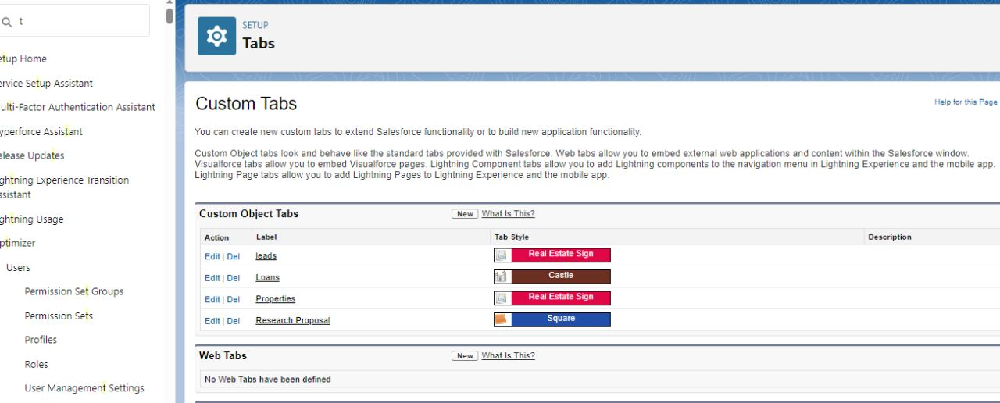 t
etup Home
ervice Setup Assistant
ulti-Factor Authentication Assistant
yperforce Assistant
elease Updates
ghtning Experience Transition
ssistant
ghtning Usage
ptimizer
Users
Permission Set Groups
Permission Sets
Profiles
Roles
User Management Settings
SETUP
Tabs
Custom Tabs
Help for this Page
You can create new custom tabs to extend Salesforce functionality or to build new application functionality.
Custom Object tabs look and behave like the standard tabs provided with Salesforce. Web tabs allow you to embed external web applications and content within the Salesforce window.
Visualforce tabs allow you to embed Visualforce pages. Lightning Component tabs allow you to add Lightning components to the navigation menu in Lightning Experience and the mobile app.
Lightning Page tabs allow you to add Lightning Pages to Lightning Experience and the mobile app.
Custom Object Tabs New What Is This?
Action Label Tab Style Description
Edit | Del leads Real Estate Sign
Edit | Del Loans Castle
Edit | Del Properties Real Estate Sign
Edit | Del Research Proposal Square
Web Tabs New What Is This?
No Web Tabs have been defined